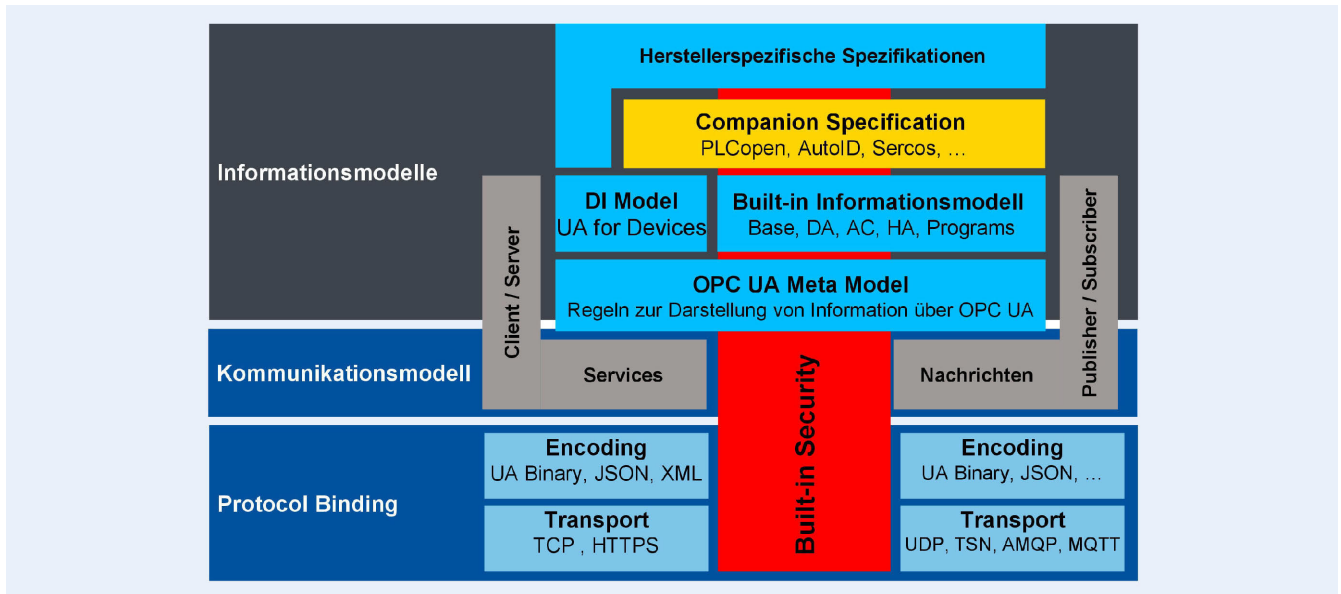 Herstellerspezifische Spezifikationen
Companion Specification
PLCopen, AutoID, Sercos, ...
Informationsmodelle
DI Model
UA for Devices
Built-in Informationsmodell
Base, DA, AC, HA, Programs
Client / Server
Publisher / Subscriber
OPC UA Meta Model
Regeln zur Darstellung von Information über OPC UA
Kommunikationsmodell
Services
Nachrichten
Built-in Security
Protocol Binding
Encoding
UA Binary, JSON, XML
Transport
TCP , HTTPS
Encoding
UA Binary, JSON, ...
Transport
UDP, TSN, AMQP, MQTT